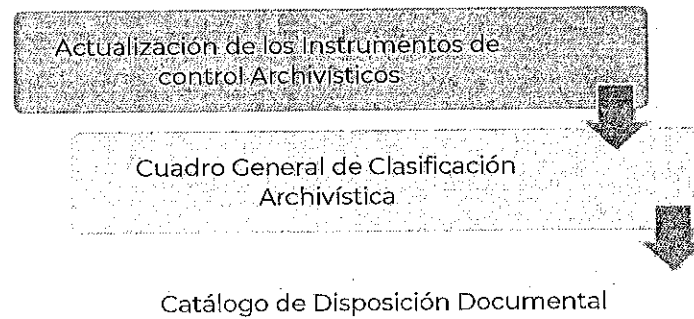 Actualización de los Instrumentos de
control Archivísticos
Cuadro General de Clasificación
Archivística
Catálogo de Disposición Documental